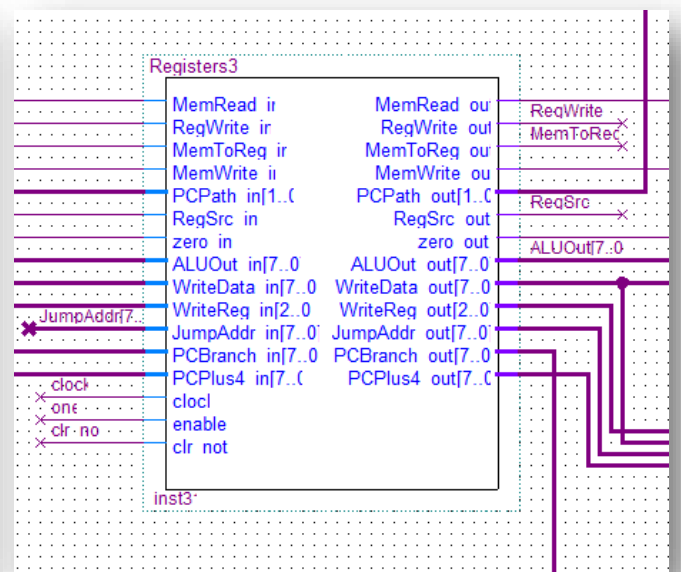 Registers3
MemRead in MemRead out
RegWrite in RegWrite out
MemToReg in MemToReg out
MemWrite in MemWrite out
PCPath in[1..0 PCPath out[1..0
RegSrc in RegSrc out
zero in zero out
ALUOut in[7..0 ALUOut out[7..0
WriteData in[7..0 WriteData out[7..0
WriteReg in[2..0 WriteReg out[2..0
JumpAddr in[7..0 JumpAddr out[7..0
PCBranch in[7..0 PCBranch out[7..0
PCPlus4 in[7..0 PCPlus4 out[7..0
clock
enable
clr not
RegWrite
MemToReg
RegSrc
ALUOut[7..0
JumpAddr[7..
clock
one
clr no
inst3